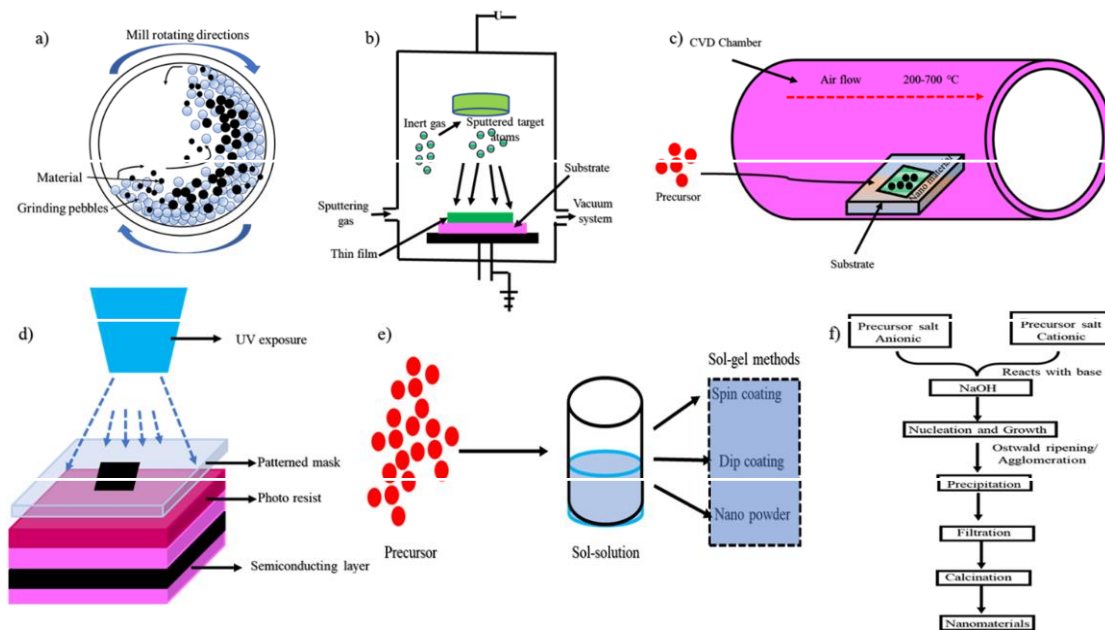 a)
Mill rotating directions
Material
Grinding pebbles
b)
U
Inert gas
Sputtered target
atoms
Substrate
Sputtering
gas
Vacuum
system
Thin film
c)
CVD Chamber
Air flow
200-700 °C
Precursor
Nano material
Substrate
d)
UV exposure
Patterned mask
Photo resist
Semiconducting layer
e)
Precursor
Sol-solution
Sol-gel methods
Spin coating
Dip coating
Nano powder
f)
Precursor salt
Anionic
Precursor salt
Cationic
Reacts with base
NaOH
Nucleation and Growth
Ostwald ripening/
Agglomeration
Precipitation
Filtration
Calcination
Nanomaterials